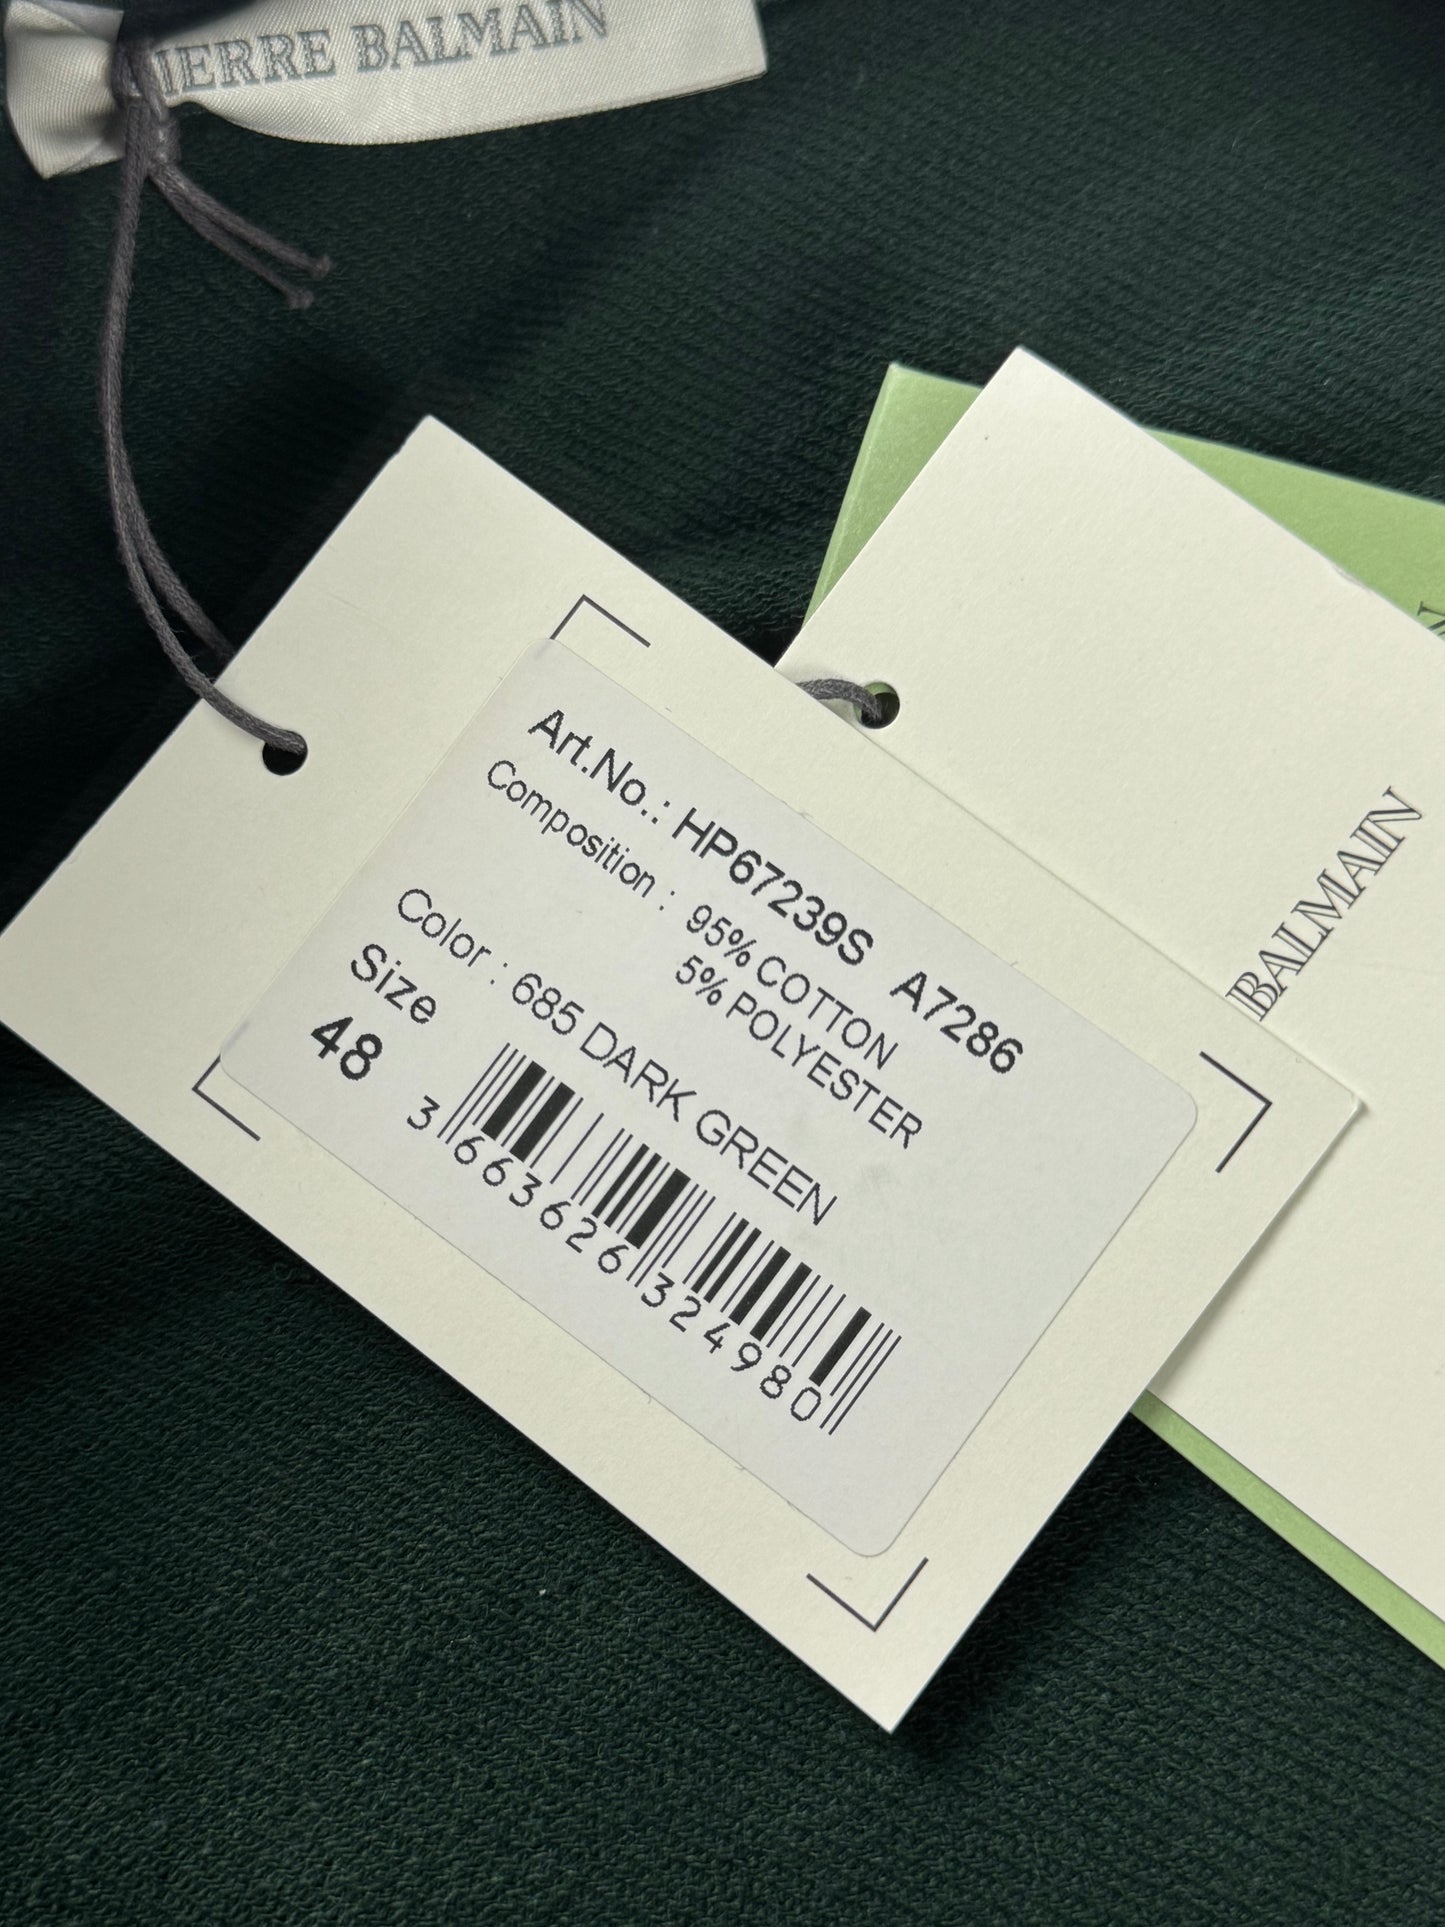 PIERRE BALMAIN
BALMAIN
Art.No.: HP67239S A7286
Composition : 95% COTTON
5% POLYESTER
Color : 685 DARK GREEN
Size
48
3 663626 324980